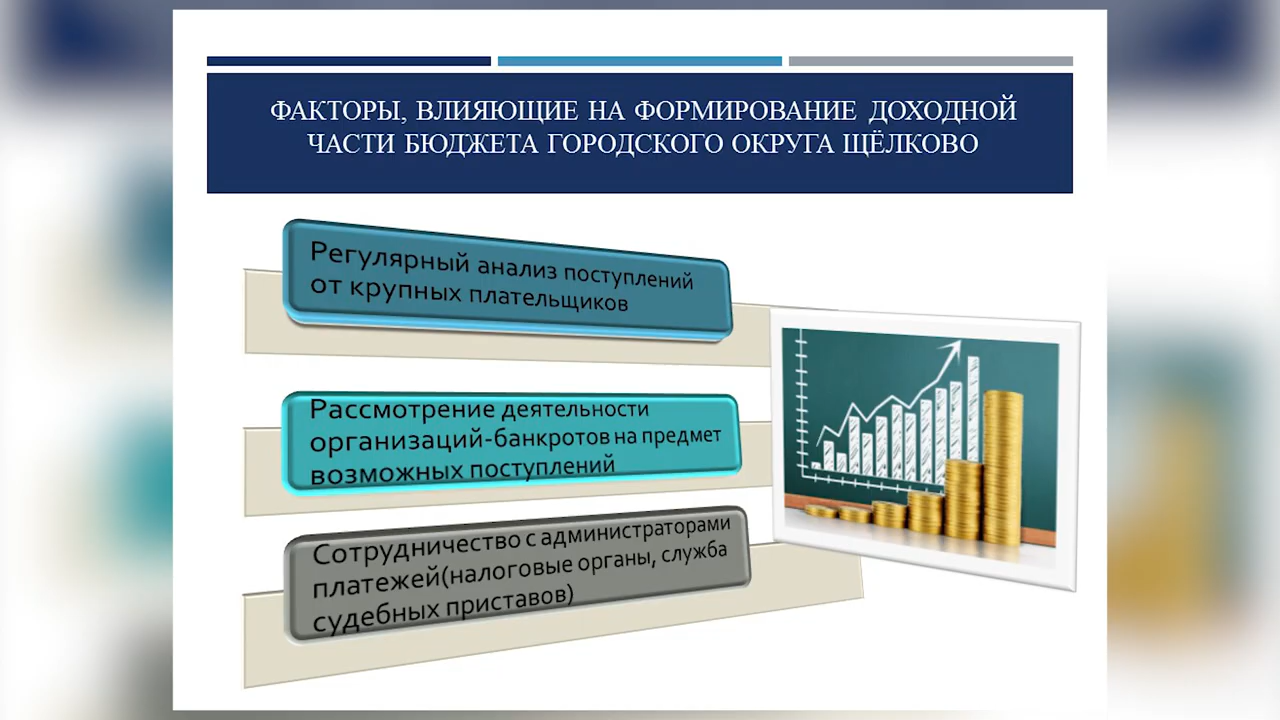 ФАКТОРЫ, ВЛИЯЮЩИЕ НА ФОРМИРОВАНИЕ ДОХОДНОЙ
ЧАСТИ БЮДЖЕТА ГОРОДСКОГО ОКРУГА ЩЁЛКОВО
Регулярный анализ поступлений
от крупных плательщиков
Рассмотрение деятельности
организаций-банкротов на предмет
возможных поступлений
Сотрудничество с администраторами
платежей(налоговые органы, служба
судебных приставов)